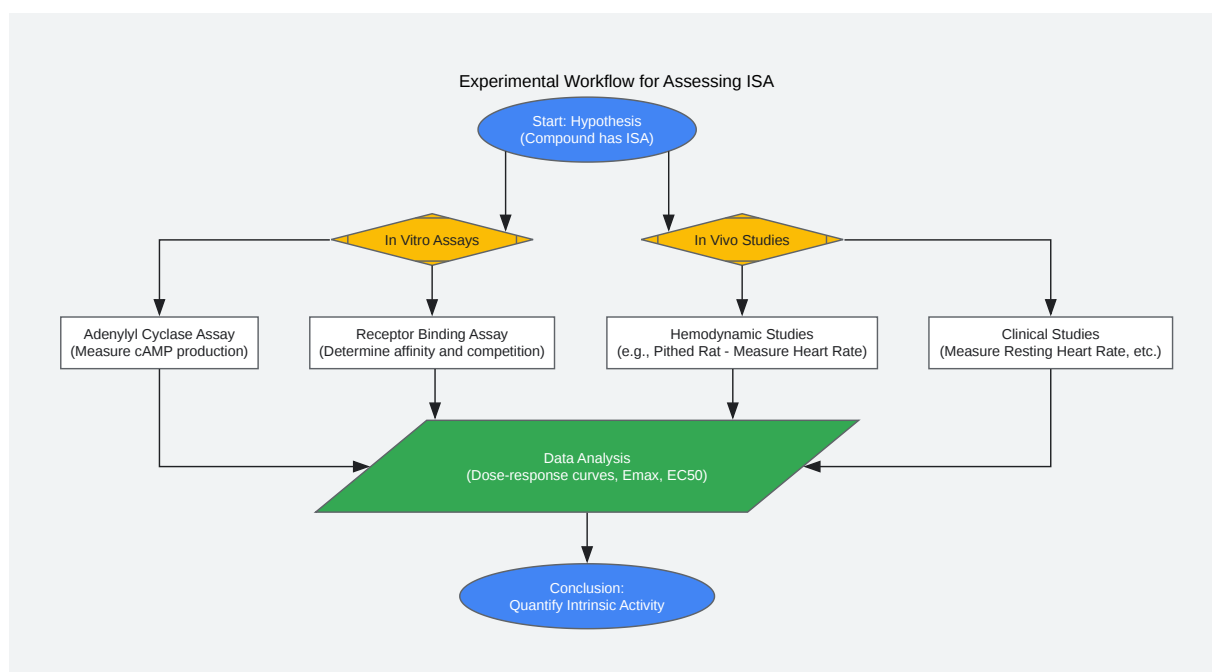 Experimental Workflow for Assessing ISA
Start: Hypothesis
(Compound has ISA)
In Vitro Assays
In Vivo Studies
Adenylyl Cyclase Assay
(Measure cAMP production)
Receptor Binding Assay
(Determine affinity and competition)
Hemodynamic Studies
(e.g., Pithed Rat - Measure Heart Rate)
Clinical Studies
(Measure Resting Heart Rate, etc.)
Data Analysis
(Dose-response curves, Emax, EC50)
Conclusion:
Quantify Intrinsic Activity